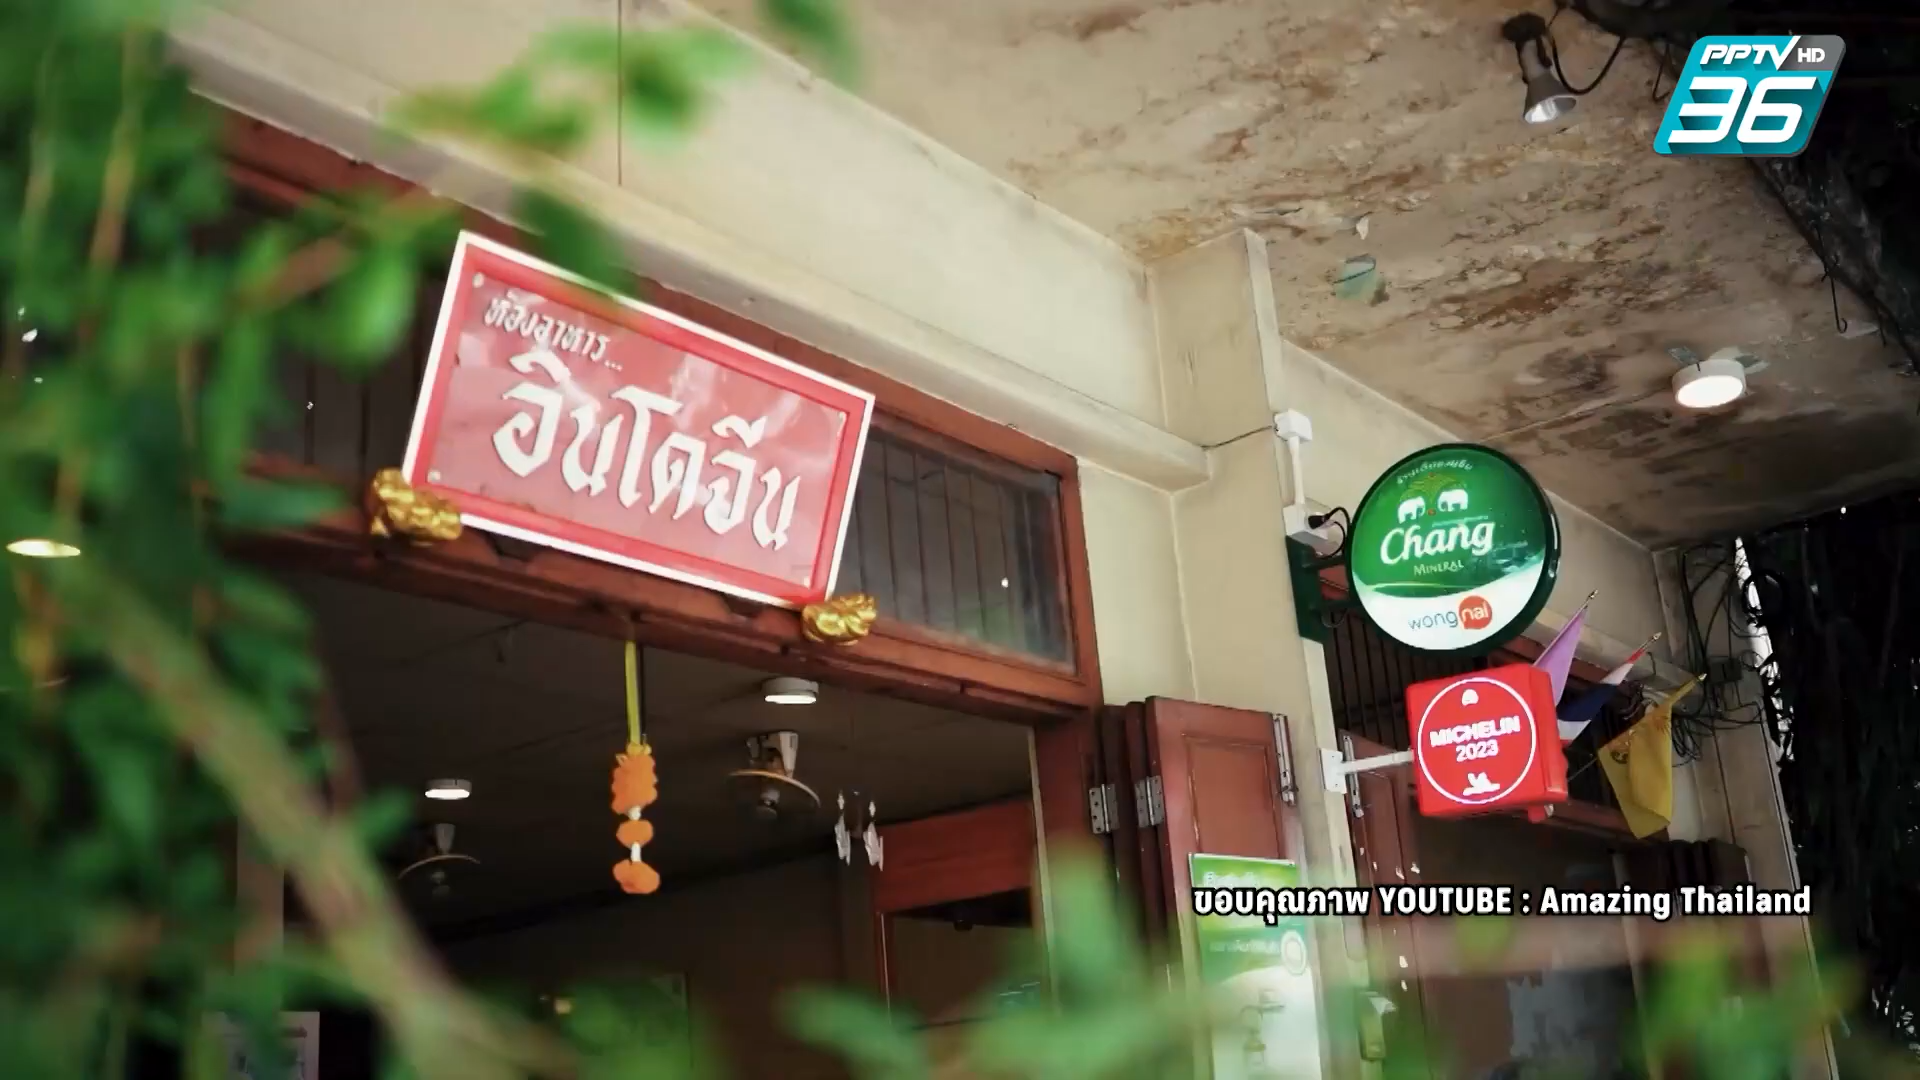 PPTV HD
36
ห้องอาหาร...
อินโดจีน
Chang
MINERAL
wongnai
MICHELIN
2023
ขอบคุณภาพ YOUTUBE : Amazing Thailand